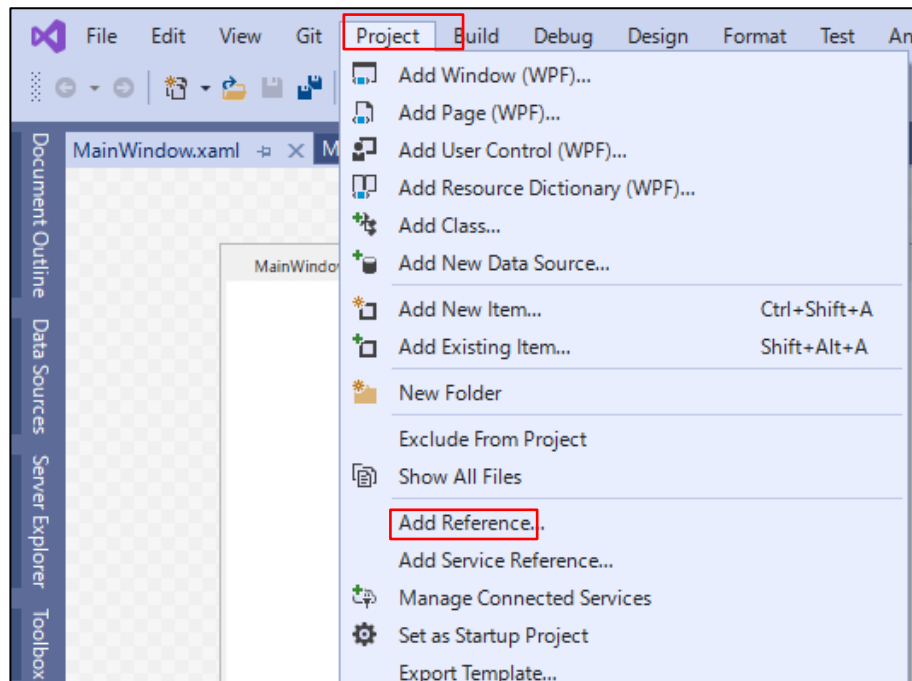 File Edit View Git Project Build Debug Design Format Test
Add Window (WPF)...
Add Page (WPF)...
MainWindow.xaml
Add User Control (WPF)...
Add Resource Dictionary (WPF)...
Add Class...
MainWindo
Add New Data Source...
Add New Item... Ctrl+Shift+A
Add Existing Item... Shift+Alt+A
New Folder
Exclude From Project
Show All Files
Add Reference...
Add Service Reference...
Manage Connected Services
Set as Startup Project
Export Template...
Document Outline
Data Sources
Server Explorer
Toolbox